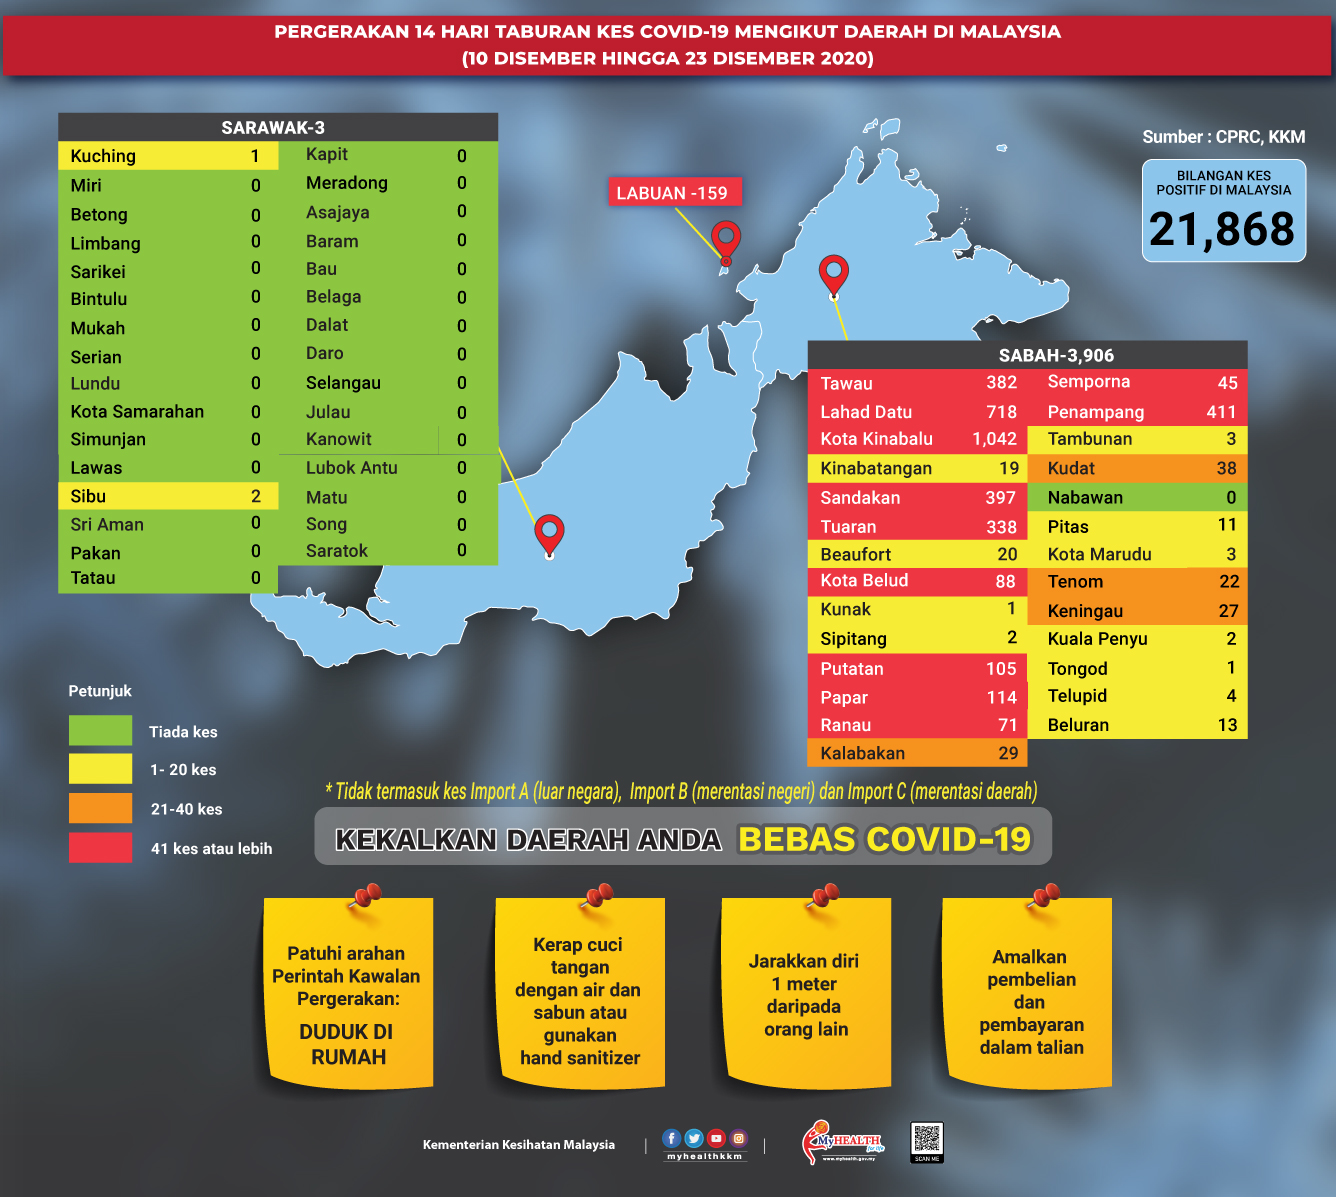 PERGERAKAN 14 HARI TABURAN KES COVID-19 MENGIKUT DAERAH DI MALAYSIA
(10 DISEMBER HINGGA 23 DISEMBER 2020)
Sumber : CPRC, KKM
BILANGAN KES
POSITIF DI MALAYSIA
21,868
LABUAN -159
SARAWAK-3
Kuching 1
Miri 0
Betong 0
Limbang 0
Sarikei 0
Bintulu 0
Mukah 0
Serian 0
Lundu 0
Kota Samarahan 0
Simunjan 0
Lawas 0
Sibu 2
Sri Aman 0
Pakan 0
Tatau 0
Kapit 0
Meradong 0
Asajaya 0
Baram 0
Bau 0
Belaga 0
Dalat 0
Daro 0
Selangau 0
Julau 0
Kanowit 0
Lubok Antu 0
Matu 0
Song 0
Saratok 0
SABAH-3,906
Tawau 382
Lahad Datu 718
Kota Kinabalu 1,042
Kinabatangan 19
Sandakan 397
Tuaran 338
Beaufort 20
Kota Belud 88
Kunak 1
Sipitang 2
Putatan 105
Papar 114
Ranau 71
Kalabakan 29
Semporna 45
Penampang 411
Tambunan 3
Kudat 38
Nabawan 0
Pitas 11
Kota Marudu 3
Tenom 22
Keningau 27
Kuala Penyu 2
Tongod 1
Telupid 4
Beluran 13
Petunjuk
Tiada kes
1- 20 kes
21-40 kes
41 kes atau lebih
* Tidak termasuk kes Import A (luar negara), Import B (merentasi negeri) dan Import C (merentasi daerah)
KEKALKAN DAERAH ANDA BEBAS COVID-19
Patuhi arahan
Perintah Kawalan
Pergerakan:
DUDUK DI
RUMAH
Kerap cuci
tangan
dengan air dan
sabun atau
gunakan
hand sanitizer
Jarakkan diri
1 meter
daripada
orang lain
Amalkan
pembelian
dan
pembayaran
dalam talian
Kementerian Kesihatan Malaysia
myhealthkkm
MyHEALTH
for life
www.myhealth.gov.my
SCAN ME